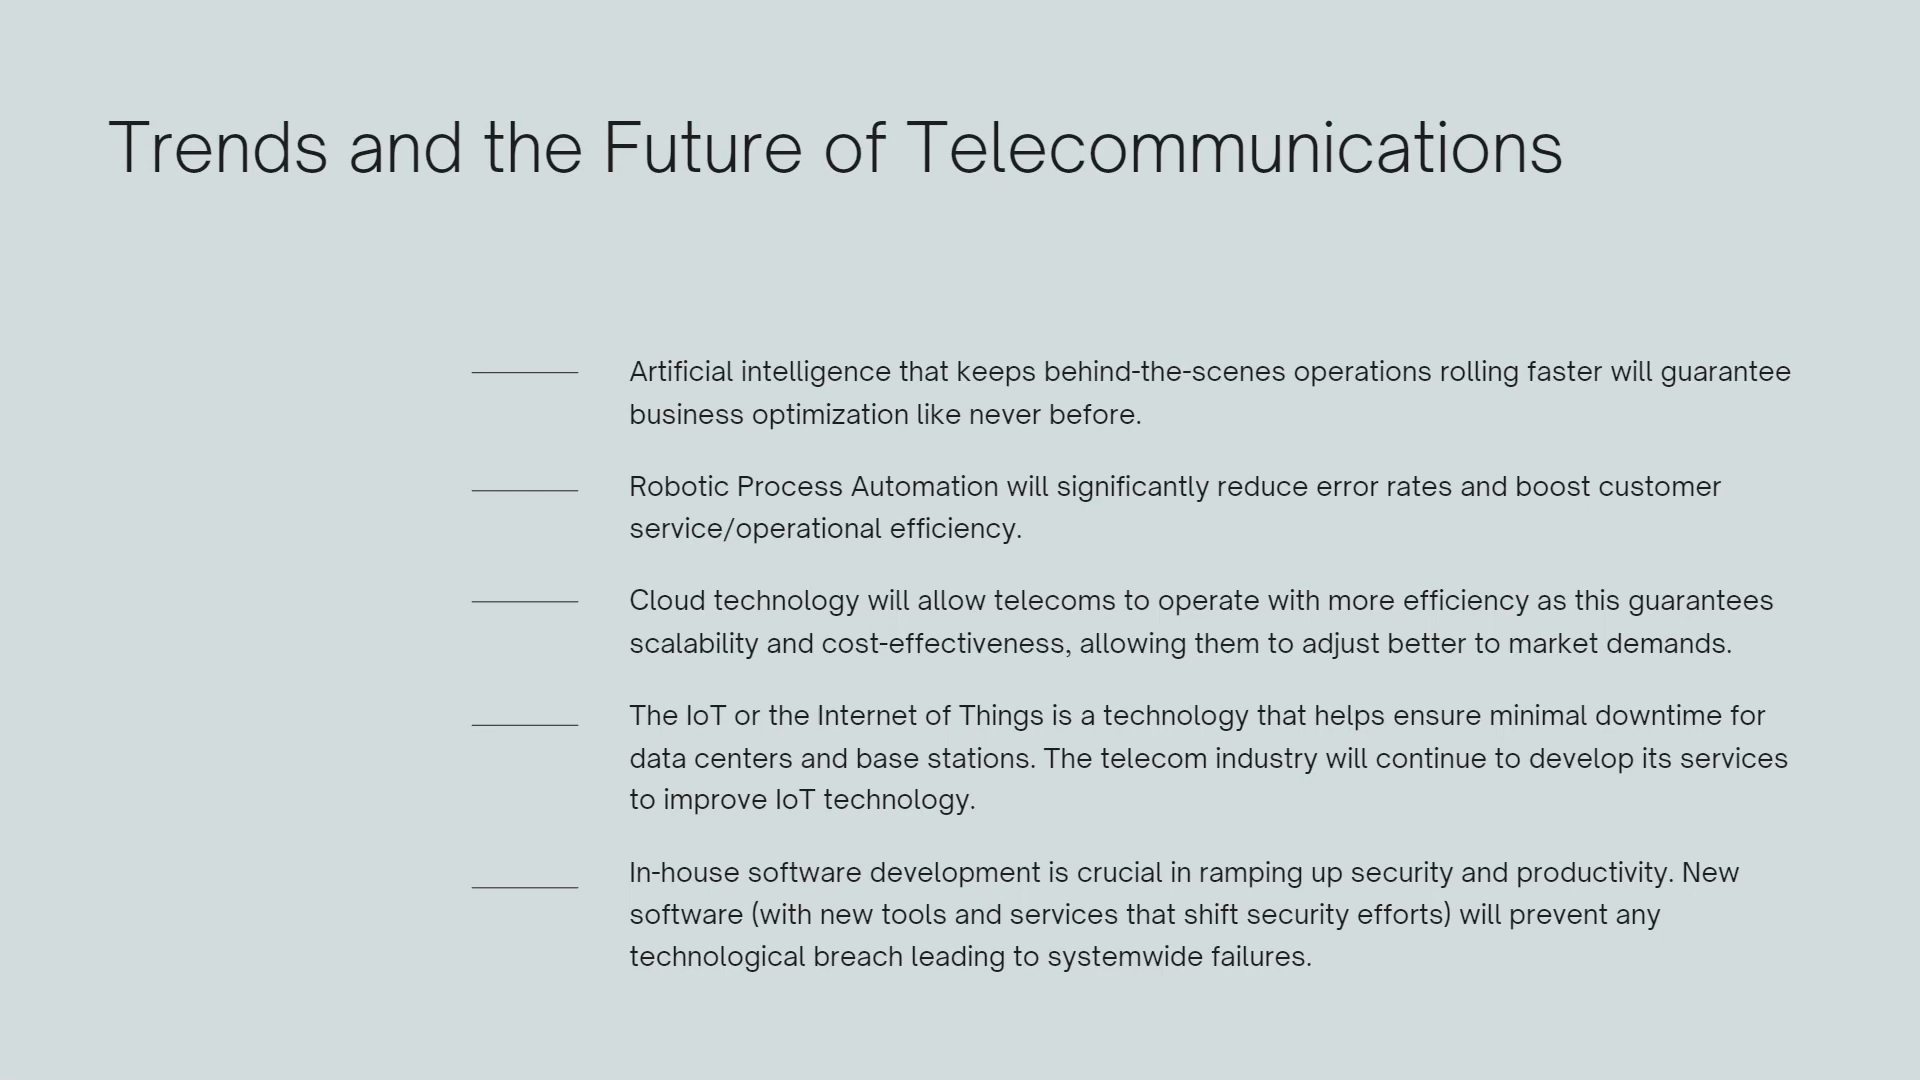 Trends and the Future of Telecommunications
Artificial intelligence that keeps behind-the-scenes operations rolling faster will guarantee
business optimization like never before.
Robotic Process Automation will significantly reduce error rates and boost customer
service/operational efficiency.
Cloud technology will allow telecoms to operate with more efficiency as this guarantees
scalability and cost-effectiveness, allowing them to adjust better to market demands.
The IoT or the Internet of Things is a technology that helps ensure minimal downtime for
data centers and base stations. The telecom industry will continue to develop its services
to improve IoT technology.
In-house software development is crucial in ramping up security and productivity. New
software (with new tools and services that shift security efforts) will prevent any
technological breach leading to systemwide failures.